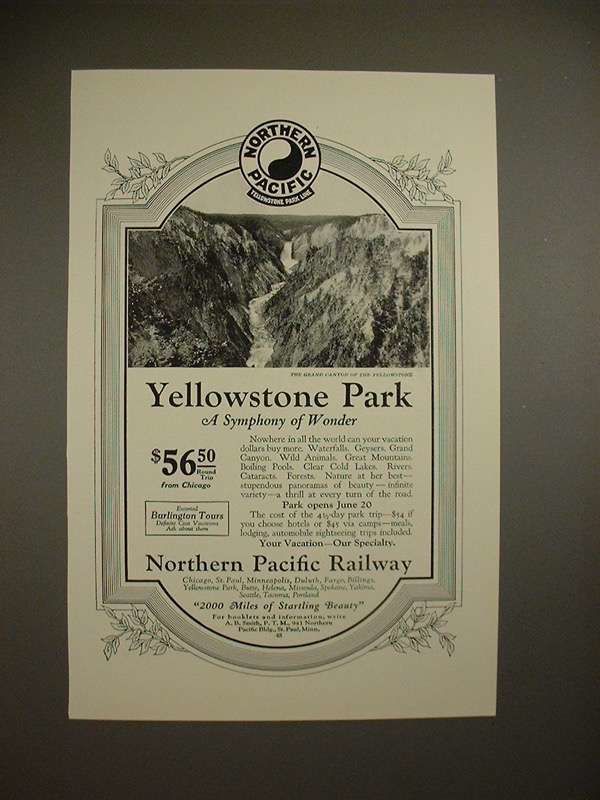 NORTHERN
PACIFIC
YELLOWSTONE PARK LINE
THE GRAND CANYON OF THE YELLOWSTONE
Yellowstone Park
A Symphony of Wonder
$56.50
Round
Trip
from Chicago
Escorted
Burlington Tours
Definite Cost Vacations
Ask about them
Nowhere in all the world can your vacation
dollars buy more. Waterfalls. Geysers. Grand
Canyon. Wild Animals. Great Mountains.
Boiling Pools. Clear Cold Lakes. Rivers.
Cataracts. Forests. Nature at her best—
stupendous panoramas of beauty—infinite
variety—a thrill at every turn of the road.
Park opens June 20
The cost of the 4½-day park trip—$54 if
you choose hotels or $45 via camps—meals,
lodging, automobile sightseeing trips included.
Your Vacation—Our Specialty.
Northern Pacific Railway
Chicago, St. Paul, Minneapolis, Duluth, Fargo, Billings,
Yellowstone Park, Butte, Helena, Missoula, Spokane, Yakima,
Seattle, Tacoma, Portland
"2000 Miles of Startling Beauty"
For booklets and information, write
A. B. Smith, P. T. M., 941 Northern
Pacific Bldg., St. Paul, Minn.
48